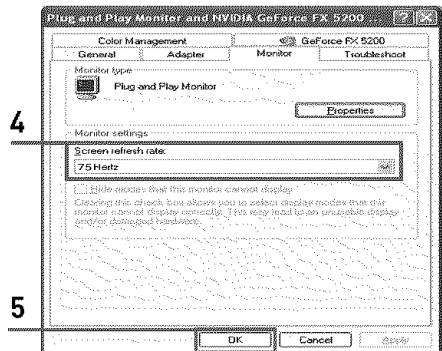 Plug and Play Monitor and NVIDIA GeForce FX 5200 ...
Color Management
GeForce FX 5200
General
Adapter
Monitor
Troubleshoot
Monitor type
Plug and Play Monitor
Properties
4
Monitor settings
Screen refresh rate:
75 Hertz
Hide modes that this monitor cannot display
Clearing this check box allows you to select display modes that this
monitor cannot display correctly. This may lead to an unusable display
and/or damaged hardware.
5
OK
Cancel
Apply